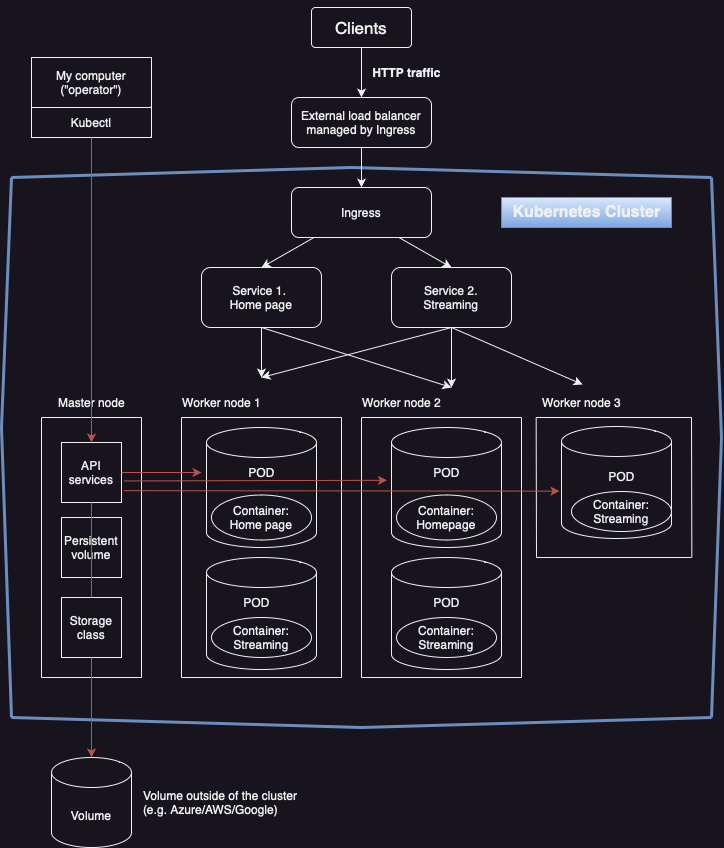 Clients
HTTP traffic
My computer
("operator")
Kubectl
External load balancer
managed by Ingress
Ingress
Kubernetes Cluster
Service 1.
Home page
Service 2.
Streaming
Master node
Worker node 1
Worker node 2
Worker node 3
API
services
POD
POD
POD
Container:
Home page
Container:
Homepage
Container:
Streaming
Persistent
volume
Storage
class
POD
POD
Container:
Streaming
Container:
Streaming
Volume
Volume outside of the cluster
(e.g. Azure/AWS/Google)